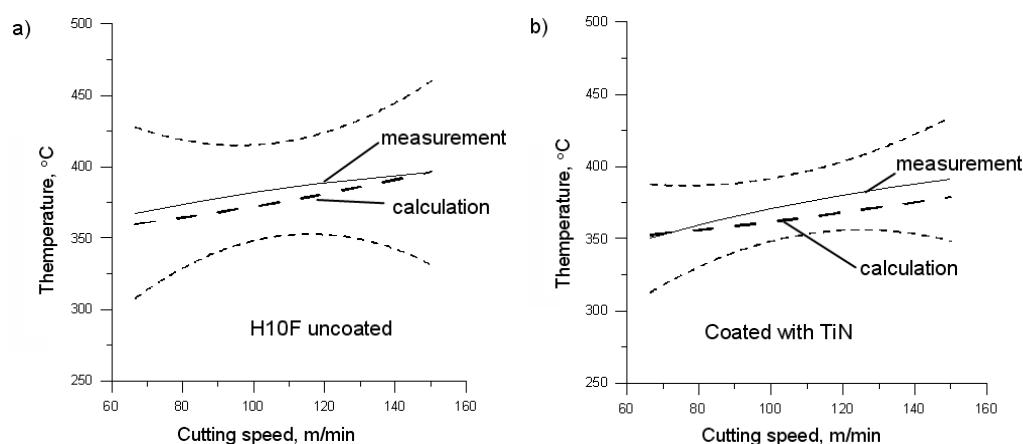 a)
500
450
400
350
300
250
Themperature, °C
measurement
calculation
H10F uncoated
60
80
100
120
140
160
Cutting speed, m/min
b)
500
450
400
350
300
250
Themperature, °C
measurement
calculation
Coated with TiN
60
80
100
120
140
160
Cutting speed, m/min